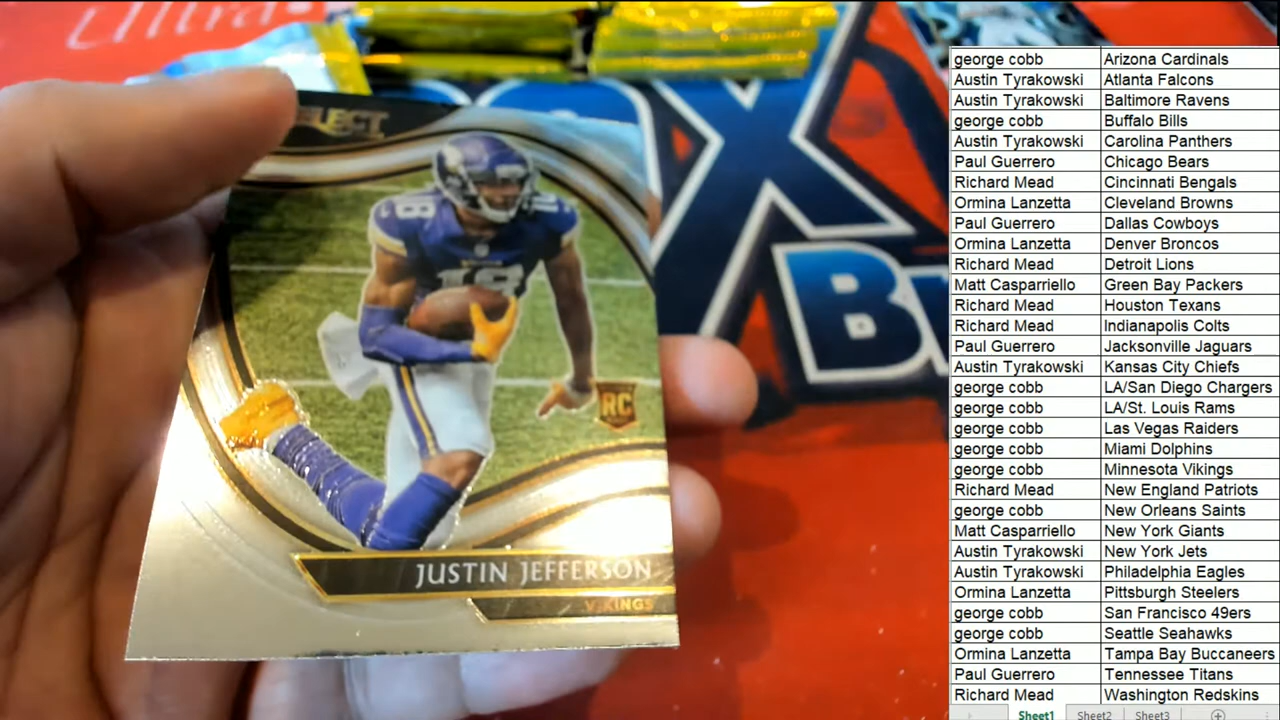 Ultra
SELECT
OX
B
18
18
18
RC
JUSTIN JEFFERSON
VIKINGS
george cobb Arizona Cardinals
Austin Tyrakowski Atlanta Falcons
Austin Tyrakowski Baltimore Ravens
george cobb Buffalo Bills
Austin Tyrakowski Carolina Panthers
Paul Guerrero Chicago Bears
Richard Mead Cincinnati Bengals
Ormina Lanzetta Cleveland Browns
Paul Guerrero Dallas Cowboys
Ormina Lanzetta Denver Broncos
Richard Mead Detroit Lions
Matt Casparriello Green Bay Packers
Richard Mead Houston Texans
Richard Mead Indianapolis Colts
Paul Guerrero Jacksonville Jaguars
Austin Tyrakowski Kansas City Chiefs
george cobb LA/San Diego Chargers
george cobb LA/St. Louis Rams
george cobb Las Vegas Raiders
george cobb Miami Dolphins
george cobb Minnesota Vikings
Richard Mead New England Patriots
george cobb New Orleans Saints
Matt Casparriello New York Giants
Austin Tyrakowski New York Jets
Austin Tyrakowski Philadelphia Eagles
Ormina Lanzetta Pittsburgh Steelers
george cobb San Francisco 49ers
george cobb Seattle Seahawks
Ormina Lanzetta Tampa Bay Buccaneers
Paul Guerrero Tennessee Titans
Richard Mead Washington Redskins
Sheet1 Sheet2 Sheet3